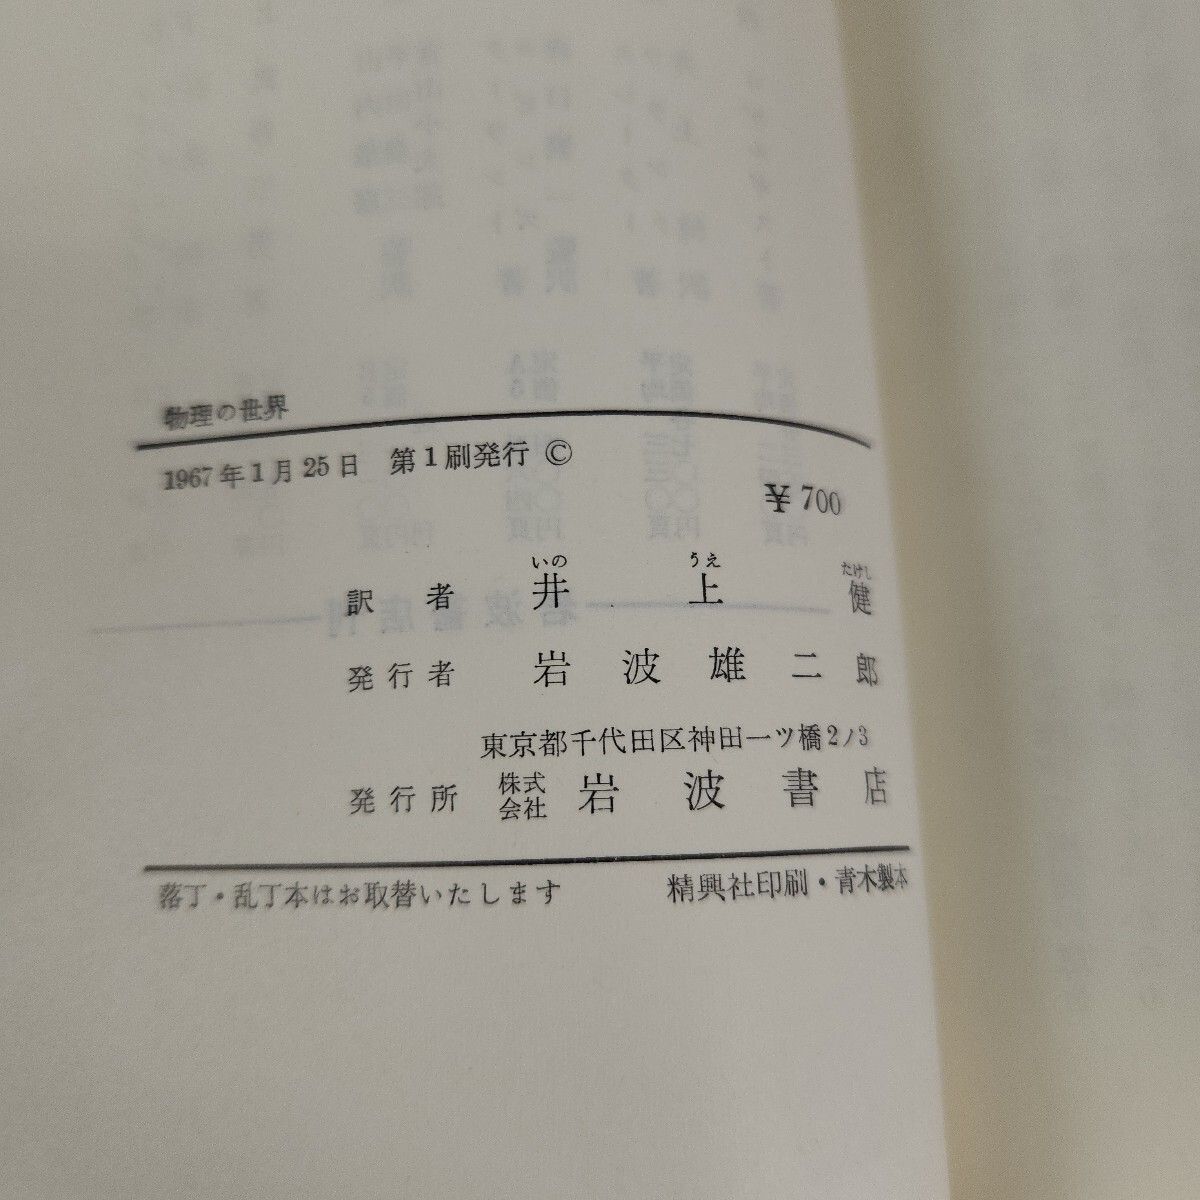 物理の世界
1967年1月25日 第1刷発行 ©
¥700
いの うえ たけし
訳者 井上健
発行者 岩波雄二郎
東京都千代田区神田一ツ橋2ノ3
発行所 株式会社 岩波書店
落丁・乱丁本はお取替いたします 精興社印刷・青木製本